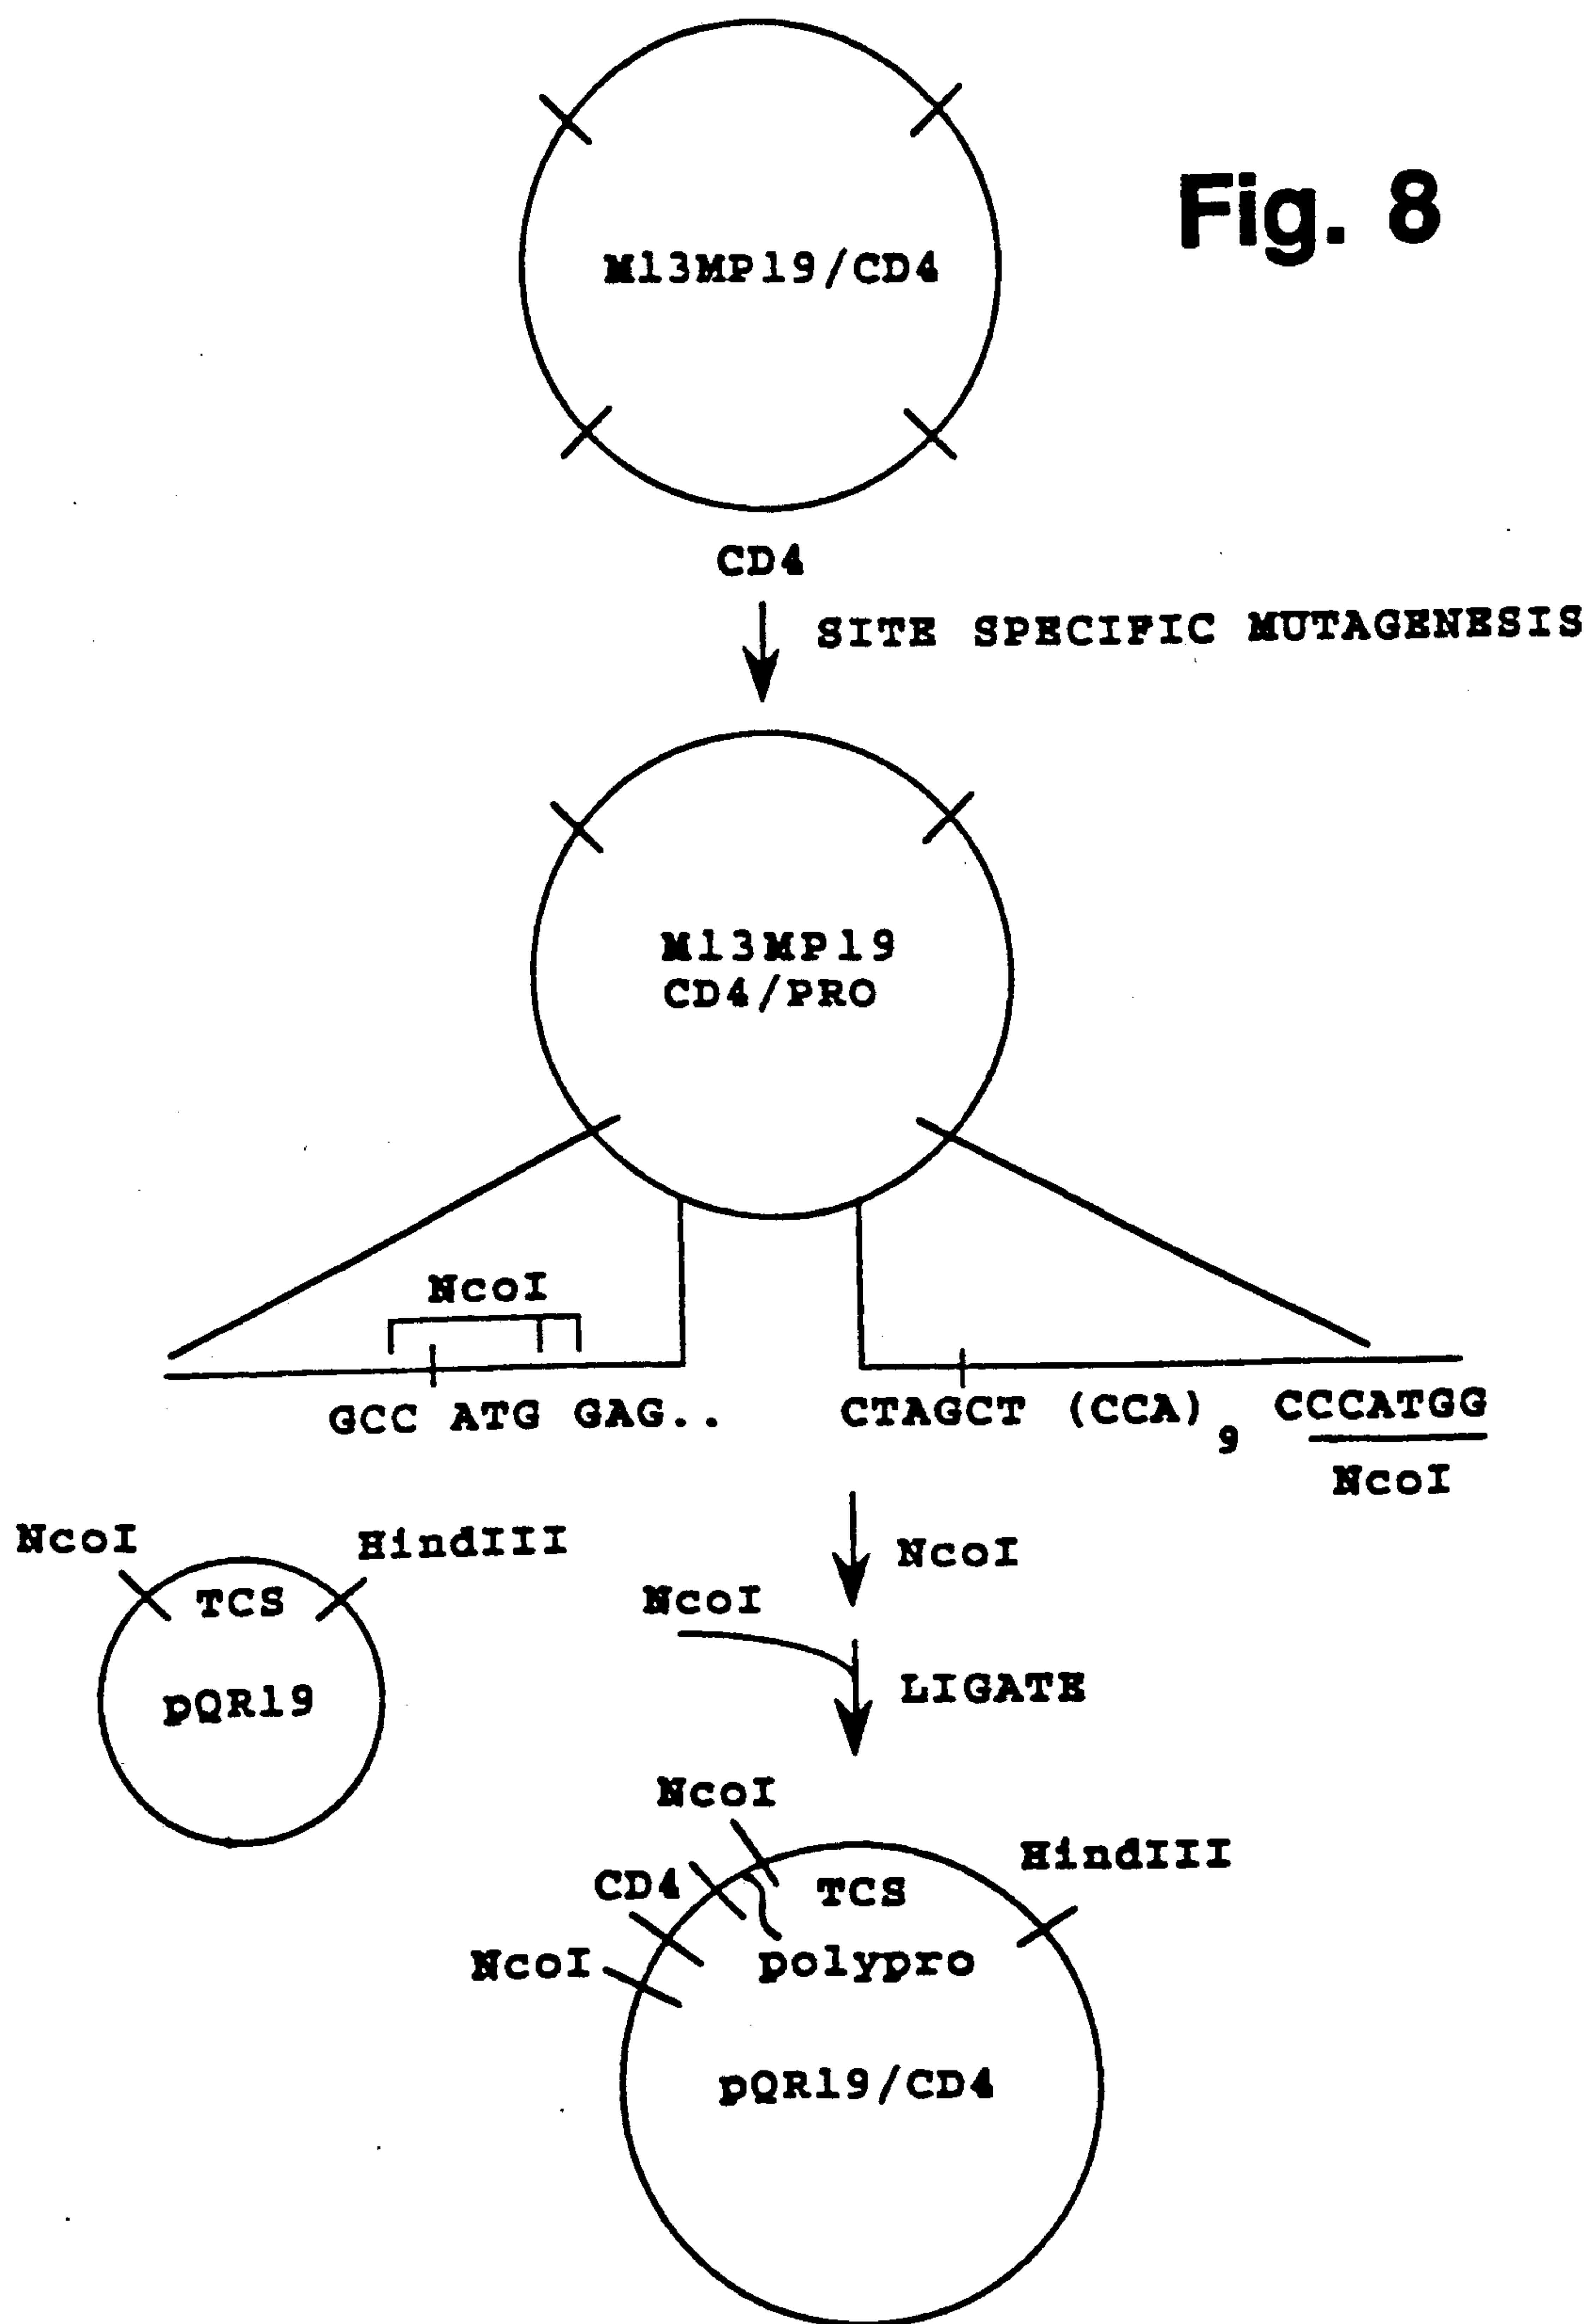 Fig. 8
M13MP19/CD4
CD4
SITE SPECIFIC MUTAGENESIS
M13MP19
CD4/PRO
NcoI
GCC ATG GAG..
CTAGCT (CCA)9 CCCATGG
NcoI
NcoI
HindIII
TCS
pQR19
NcoI
NcoI
LIGATE
NcoI
HindIII
CD4
TCS
NcoI
polypro
pQR19/CD4